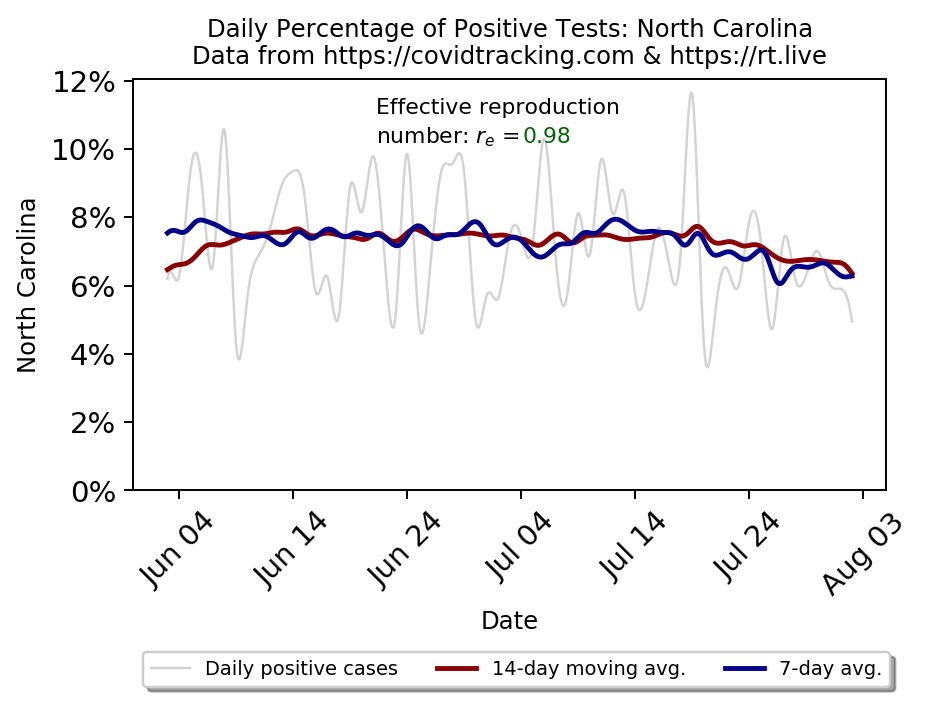 Daily Percentage of Positive Tests: North Carolina
Data from https://covidtracking.com & https://rt.live
12%
Effective reproduction
number: rₑ =0.98
10%
8%
6%
4%
2%
0%
North Carolina
Jun 04
Jun 14
Jun 24
Jul 04
Jul 14
Jul 24
Aug 03
Date
Daily positive cases
14-day moving avg.
7-day avg.